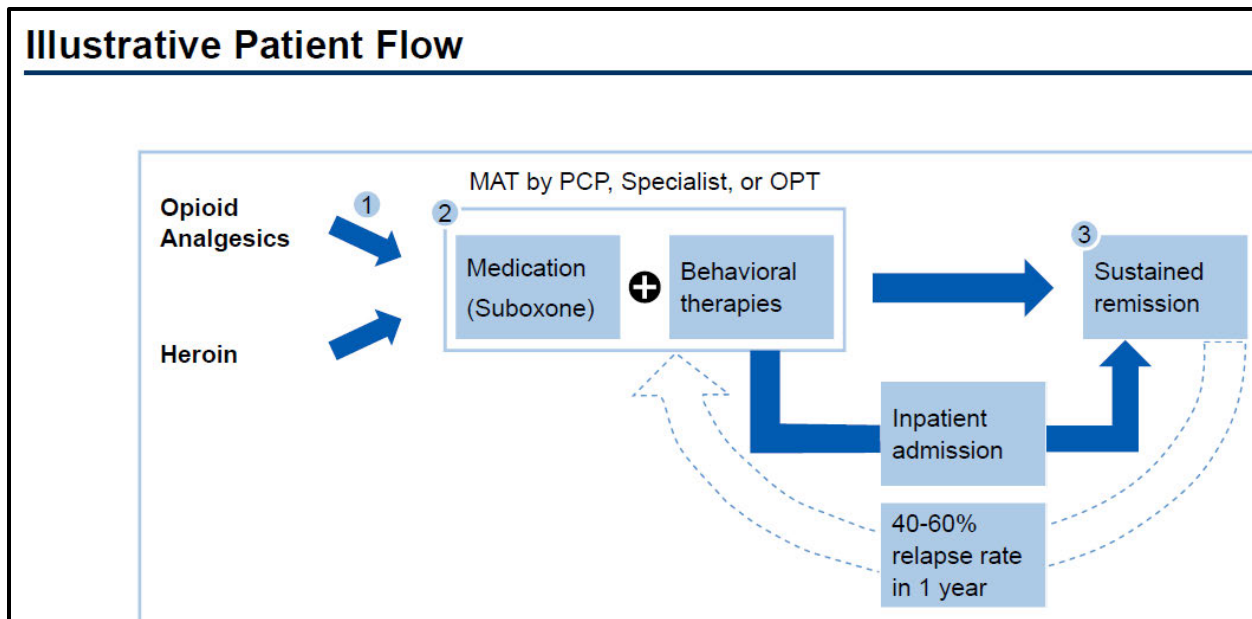 Illustrative Patient Flow
MAT by PCP, Specialist, or OPT
Opioid
Analgesics
1
2
Medication
(Suboxone)
Behavioral
therapies
3
Sustained
remission
Heroin
Inpatient
admission
40-60%
relapse rate
in 1 year